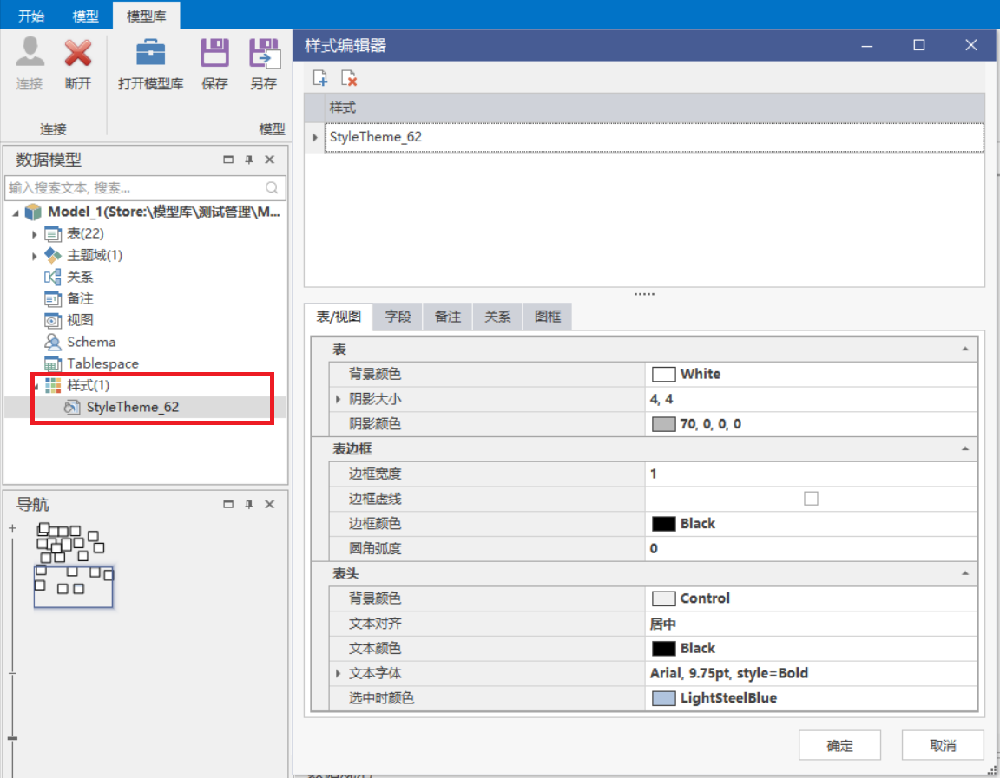 开始 模型 模型库
连接 断开 打开模型库 保存 另存
连接 模型
数据模型
输入搜索文本, 搜索...
Model_1(Store:\模型库\测试管理\M...
表(22)
主题域(1)
关系
备注
视图
Schema
Tablespace
样式(1)
StyleTheme_62
导航
样式编辑器
样式
StyleTheme_62
表/视图 字段 备注 关系 图框
表
背景颜色 White
阴影大小 4, 4
阴影颜色 70, 0, 0, 0
表边框
边框宽度 1
边框虚线
边框颜色 Black
圆角弧度 0
表头
背景颜色 Control
文本对齐 居中
文本颜色 Black
文本字体 Arial, 9.75pt, style=Bold
选中时颜色 LightSteelBlue
确定 取消